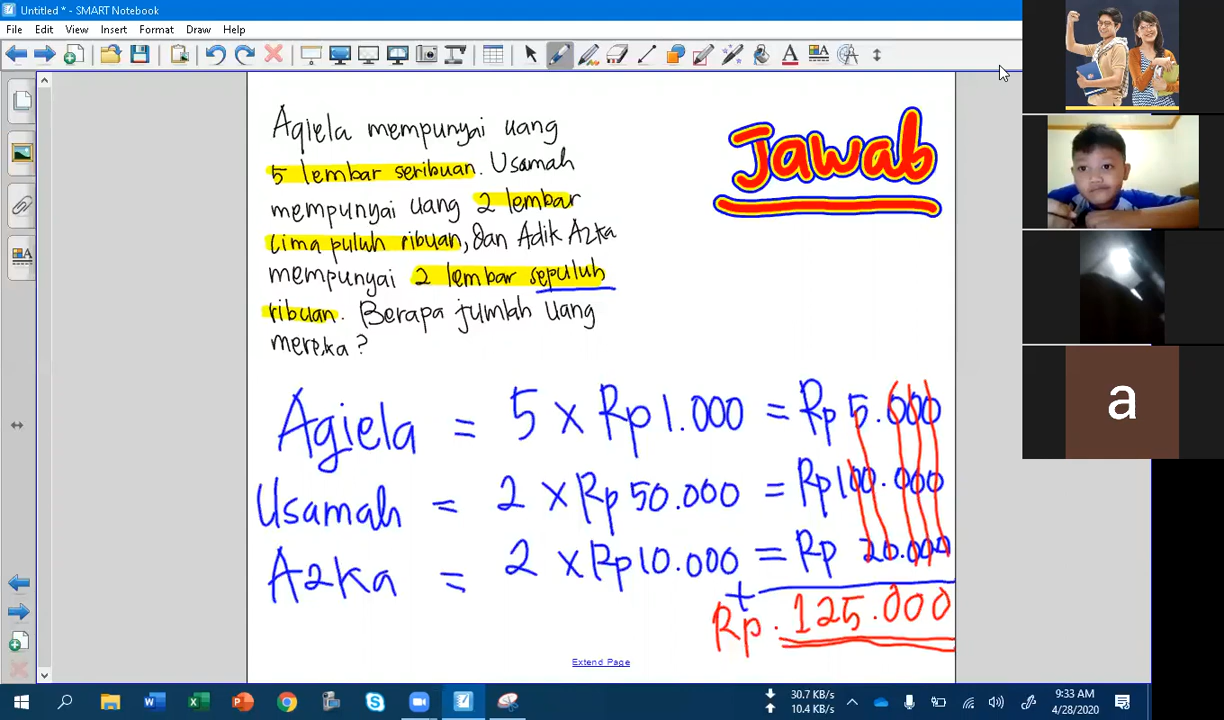 Untitled * - SMART Notebook
File Edit View Insert Format Draw Help
Aqiela mempunyai uang
5 lembar seribuan. Usamah
mempunyai uang 2 lembar
lima puluh ribuan, dan Adik Azka
mempunyai 2 lembar sepuluh
ribuan. Berapa jumlah uang
mereka?
Jawab
Aqiela = 5 x Rp 1.000 = Rp 5.000
Usamah = 2 x Rp 50.000 = Rp 100.000
Azka = 2 x Rp 10.000 = Rp 20.000
+
Rp. 125.000
Extend Page
a
30.7 KB/s
10.4 KB/s
9:33 AM
4/28/2020